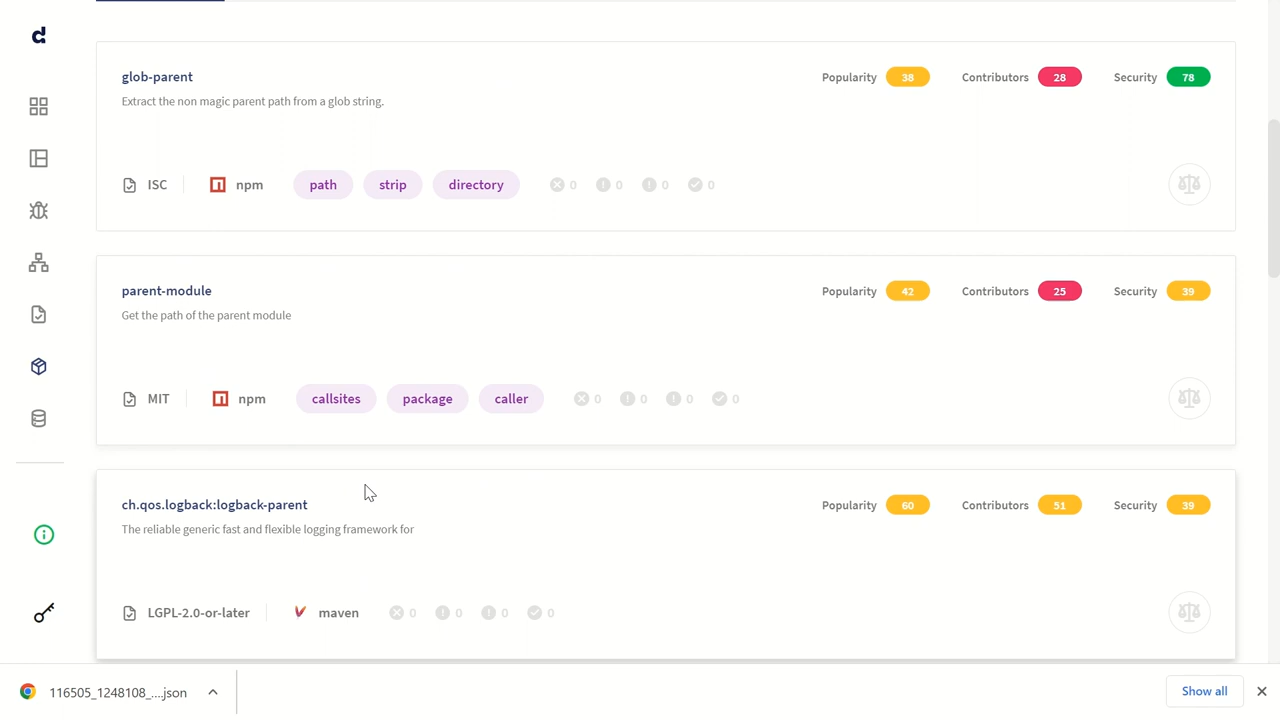 d
glob-parent
Popularity 38 Contributors 28 Security 78
Extract the non magic parent path from a glob string.
ISC npm path strip directory 0 0 0 0
parent-module
Popularity 42 Contributors 25 Security 39
Get the path of the parent module
MIT npm callsites package caller 0 0 0 0
ch.qos.logback:logback-parent
Popularity 60 Contributors 51 Security 39
The reliable generic fast and flexible logging framework for
LGPL-2.0-or-later maven 0 0 0 0
116505_1248108_....json
Show all